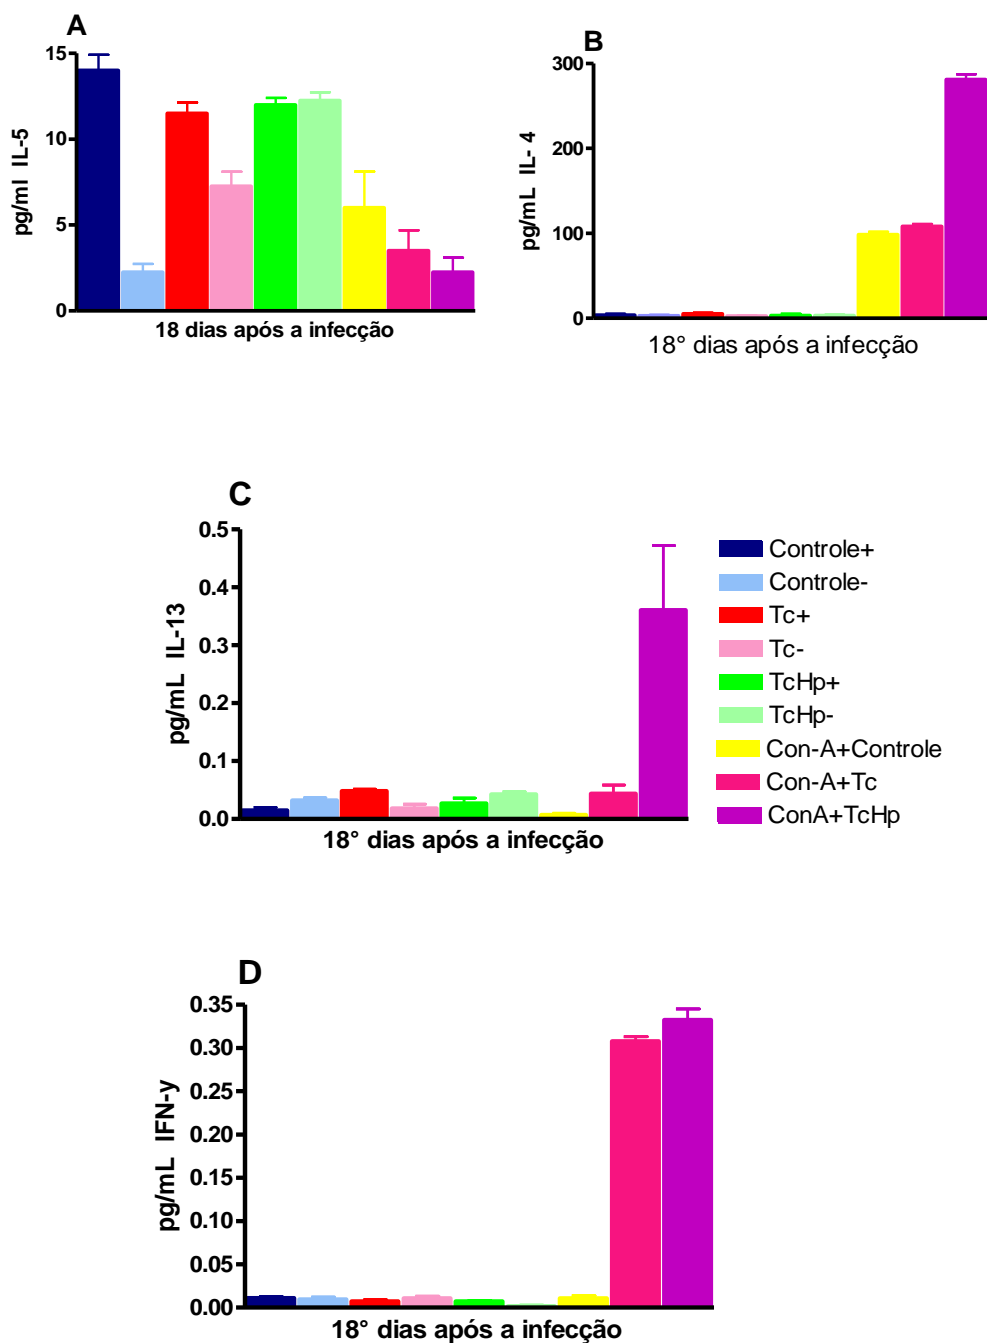 A
pg/ml IL-5
15
10
5
0
18 dias após a infecção
B
pg/mL IL- 4
300
200
100
0
18° dias após a infecção
C
pg/mL IL-13
0.5
0.4
0.3
0.2
0.1
0.0
18° dias após a infecção
Controle+
Controle-
Tc+
Tc-
TcHp+
TcHp-
Con-A+Controle
Con-A+Tc
ConA+TcHp
D
pg/mL IFN-y
0.35
0.30
0.25
0.20
0.15
0.10
0.05
0.00
18° dias após a infecção